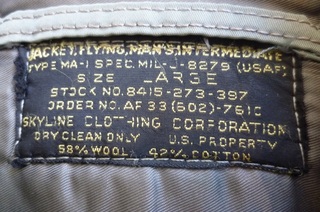 JACKET, FLYING, MAN'S INTERMEDIATE
TYPE MA-1 SPEC. MIL-J-8279 (USAF)
SIZE LARGE
STOCK NO. 8415-273-397
ORDER NO. AF 33 (602)-7610
SKYLINE CLOTHING CORPORATION
DRY CLEAN ONLY U.S. PROPERTY
58% WOOL 42% COTTON